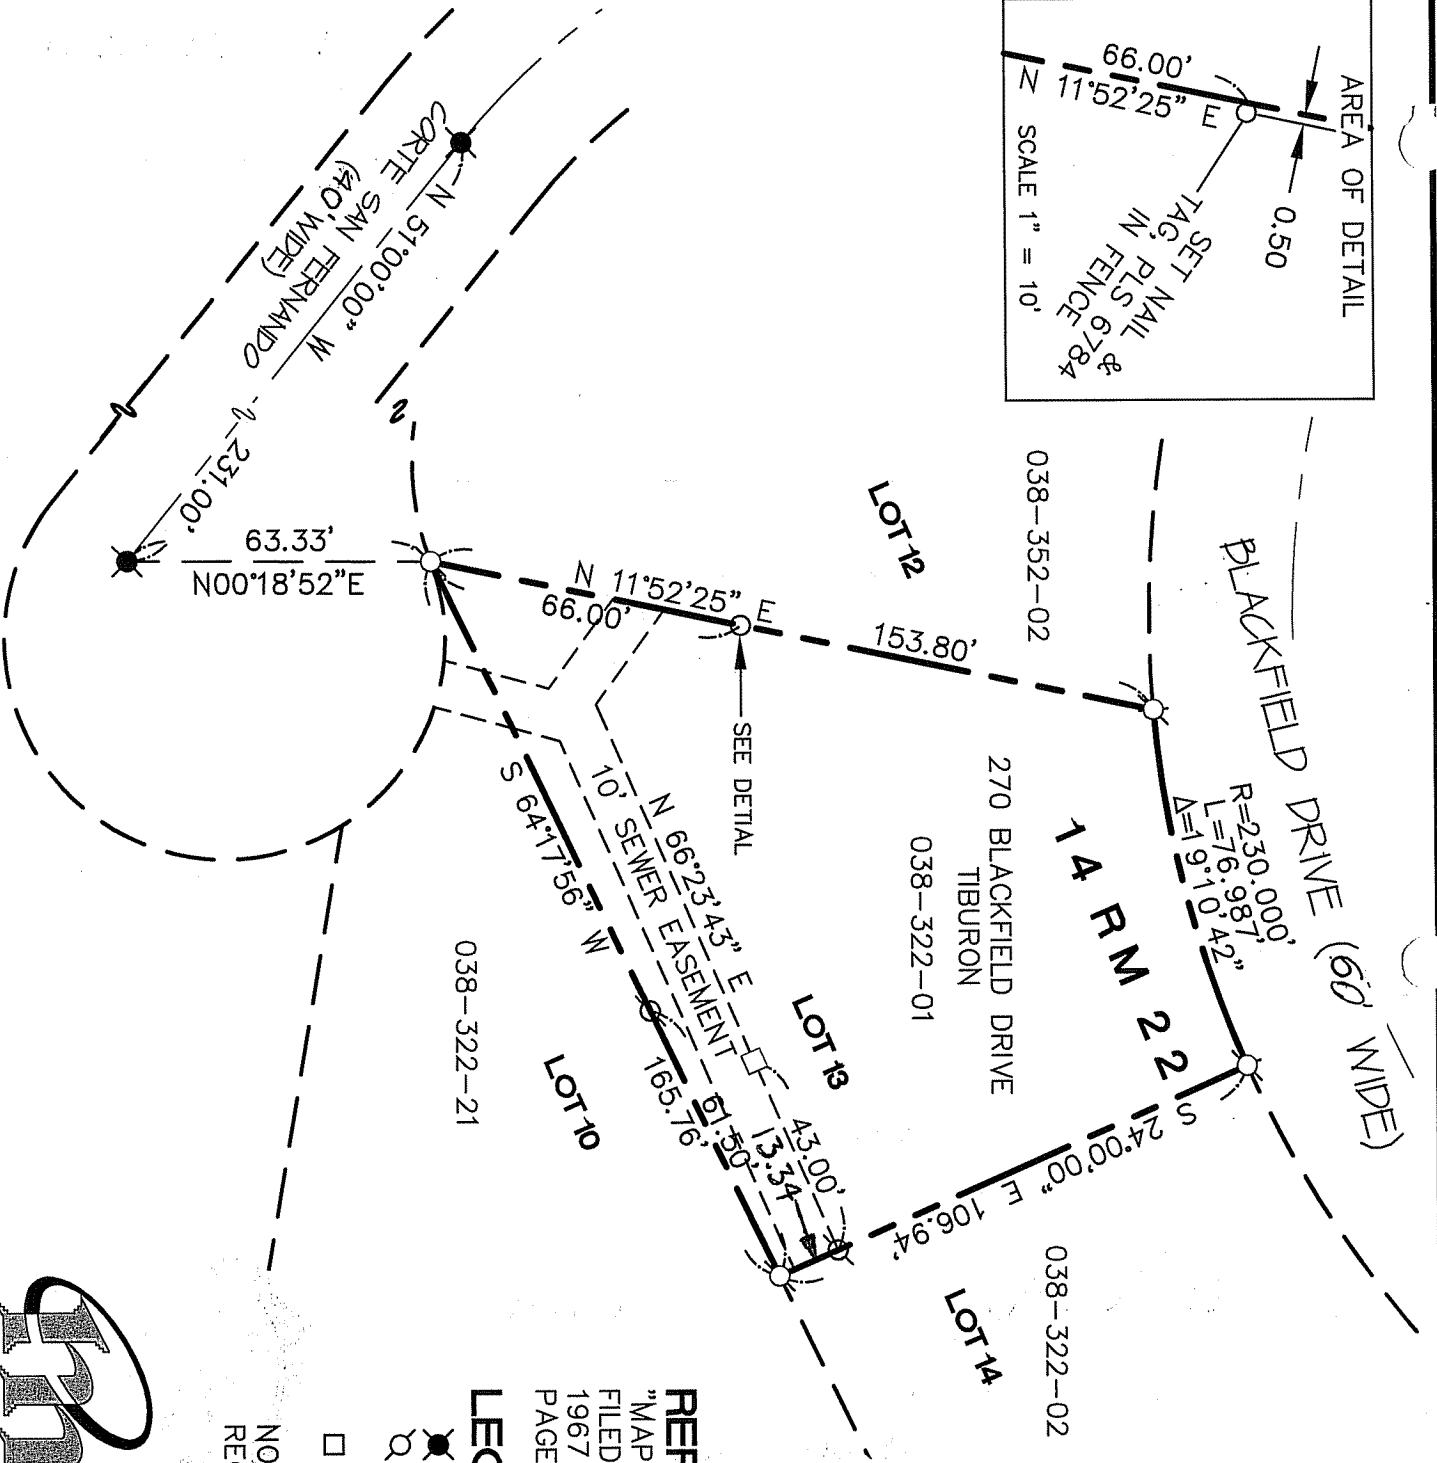 AREA OF DETAIL
0.50
66.00'
N 11°52'25" E
SET NAIL &
TAG PLS 6784
IN FENCE
SCALE 1" = 10'
BLACKFIELD DRIVE (60' WIDE)
R=230.000'
L=76.987'
Δ=19°10'42"
14 RM 22
038-352-02
LOT 12
270 BLACKFIELD DRIVE
TIBURON
038-322-01
LOT 13
S 24°00'00" E 106.94'
038-322-02
LOT 14
153.80'
N 11°52'25" E
66.00'
SEE DETIAL
N 66°23'43" E
43.00'
10' SEWER EASEMENT
61.50'
13.34
S 64°17'56" W
165.76'
LOT 10
038-322-21
63.33'
N00°18'52"E
N 51°00'00" W
231.00'
CORTE SAN FERNANDO
(40' WIDE)
"MAP
FILED
1967
PAGE
NO